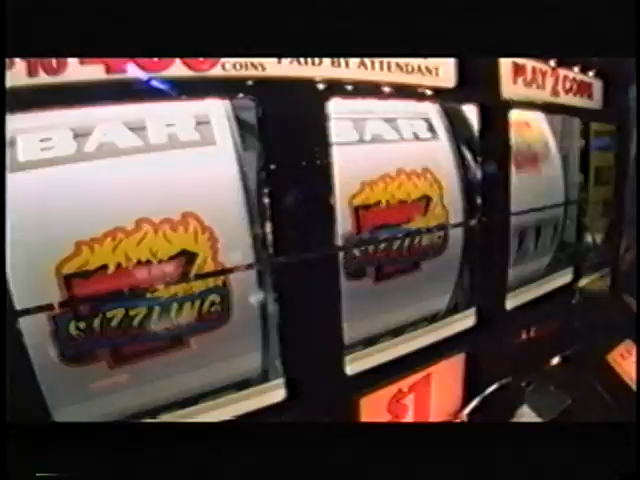 COINS PAID BY ATTENDANT
PLAY 2 COINS
BAR
BAR
SIZZLING
SIZZLING
$1